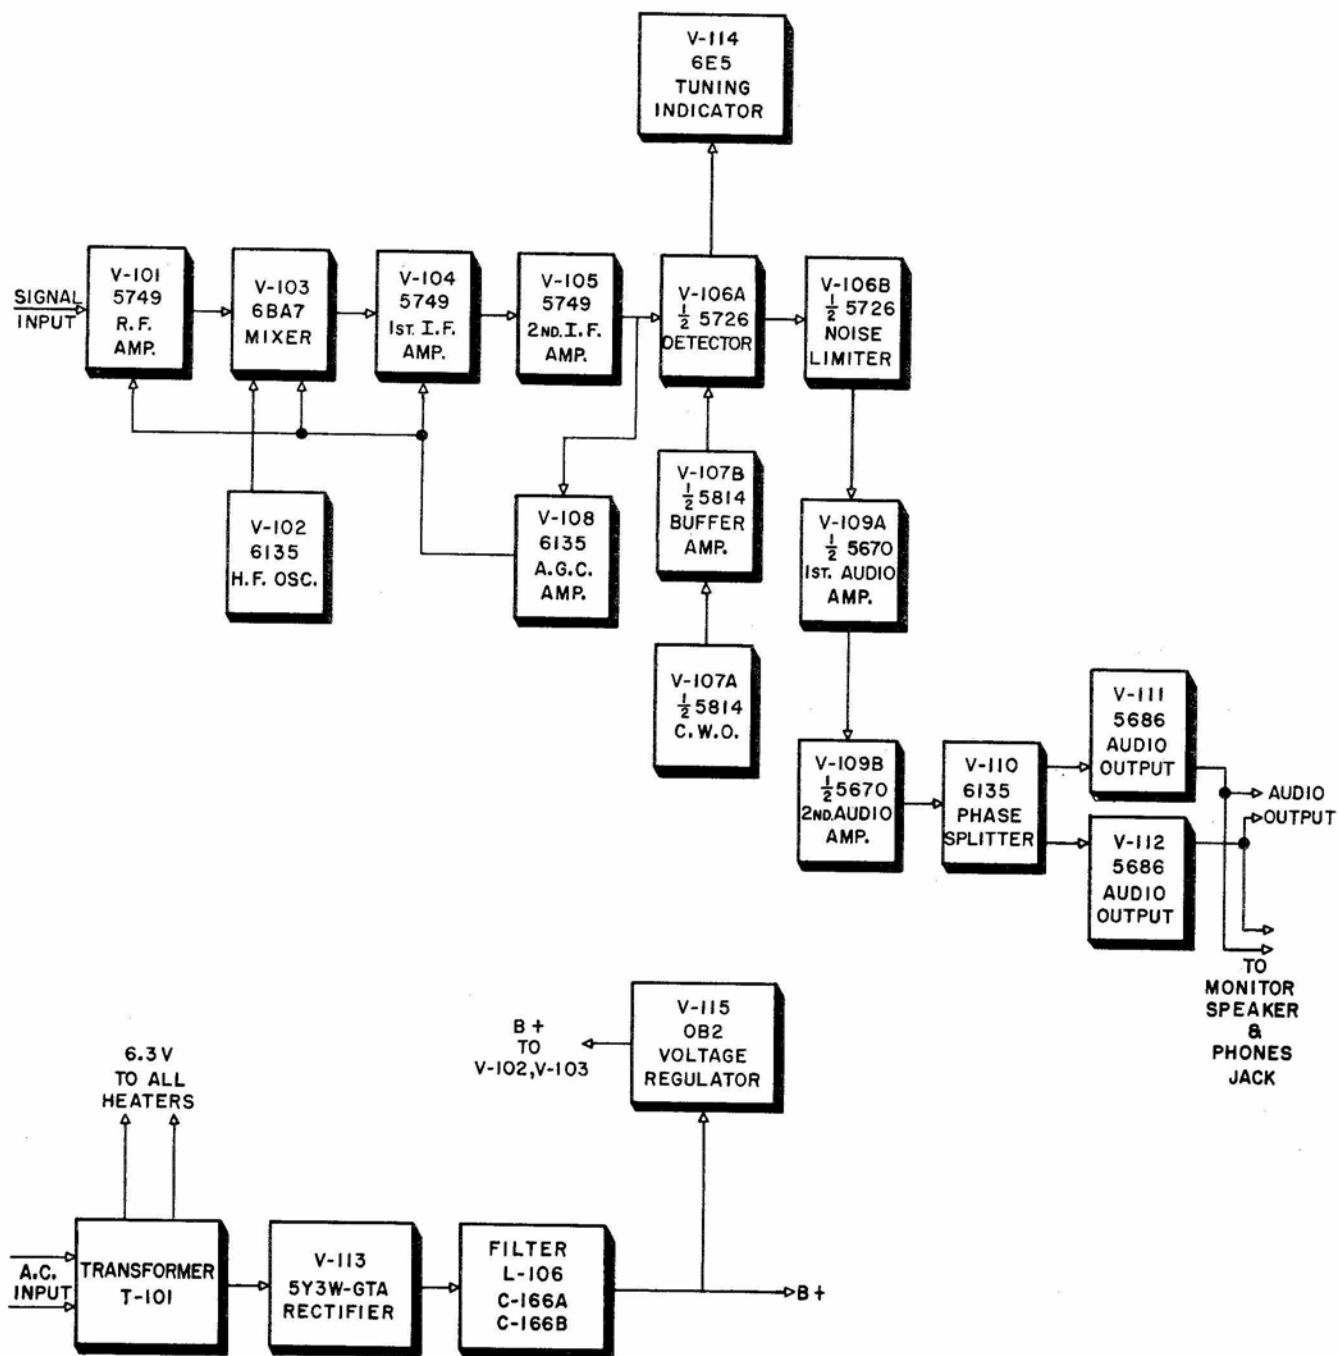 V-114
6E5
TUNING
INDICATOR
SIGNAL
INPUT
V-101
5749
R.F.
AMP.
V-103
6BA7
MIXER
V-104
5749
1ST. I.F.
AMP.
V-105
5749
2ND. I.F.
AMP.
V-106A
1/2 5726
DETECTOR
V-106B
1/2 5726
NOISE
LIMITER
V-102
6135
H.F. OSC.
V-108
6135
A.G.C.
AMP.
V-107B
1/2 5814
BUFFER
AMP.
V-109A
1/2 5670
1ST. AUDIO
AMP.
V-107A
1/2 5814
C.W.O.
V-109B
1/2 5670
2ND. AUDIO
AMP.
V-110
6135
PHASE
SPLITTER
V-111
5686
AUDIO
OUTPUT
V-112
5686
AUDIO
OUTPUT
AUDIO
OUTPUT
TO
MONITOR
SPEAKER
&
PHONES
JACK
V-115
OB2
VOLTAGE
REGULATOR
B+
TO
V-102, V-103
6.3 V
TO ALL
HEATERS
A.C.
INPUT
TRANSFORMER
T-101
V-113
5Y3W-GTA
RECTIFIER
FILTER
L-106
C-166A
C-166B
B+